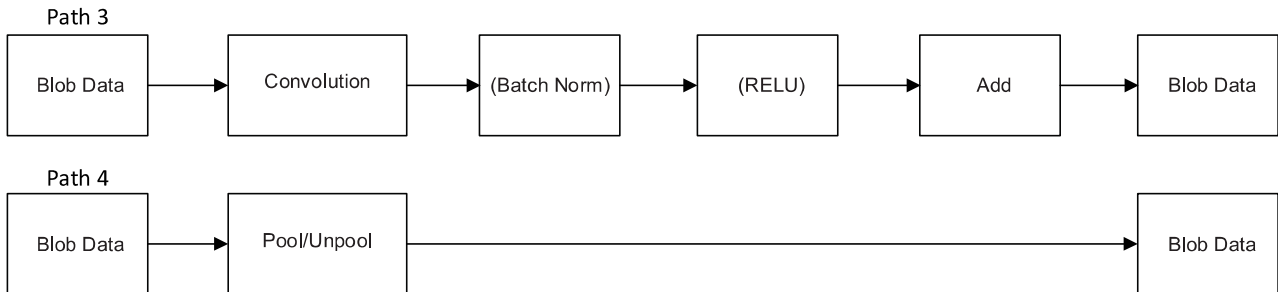 Path 3
Blob Data
Convolution
(Batch Norm)
(RELU)
Add
Blob Data
Path 4
Blob Data
Pool/Unpool
Blob Data